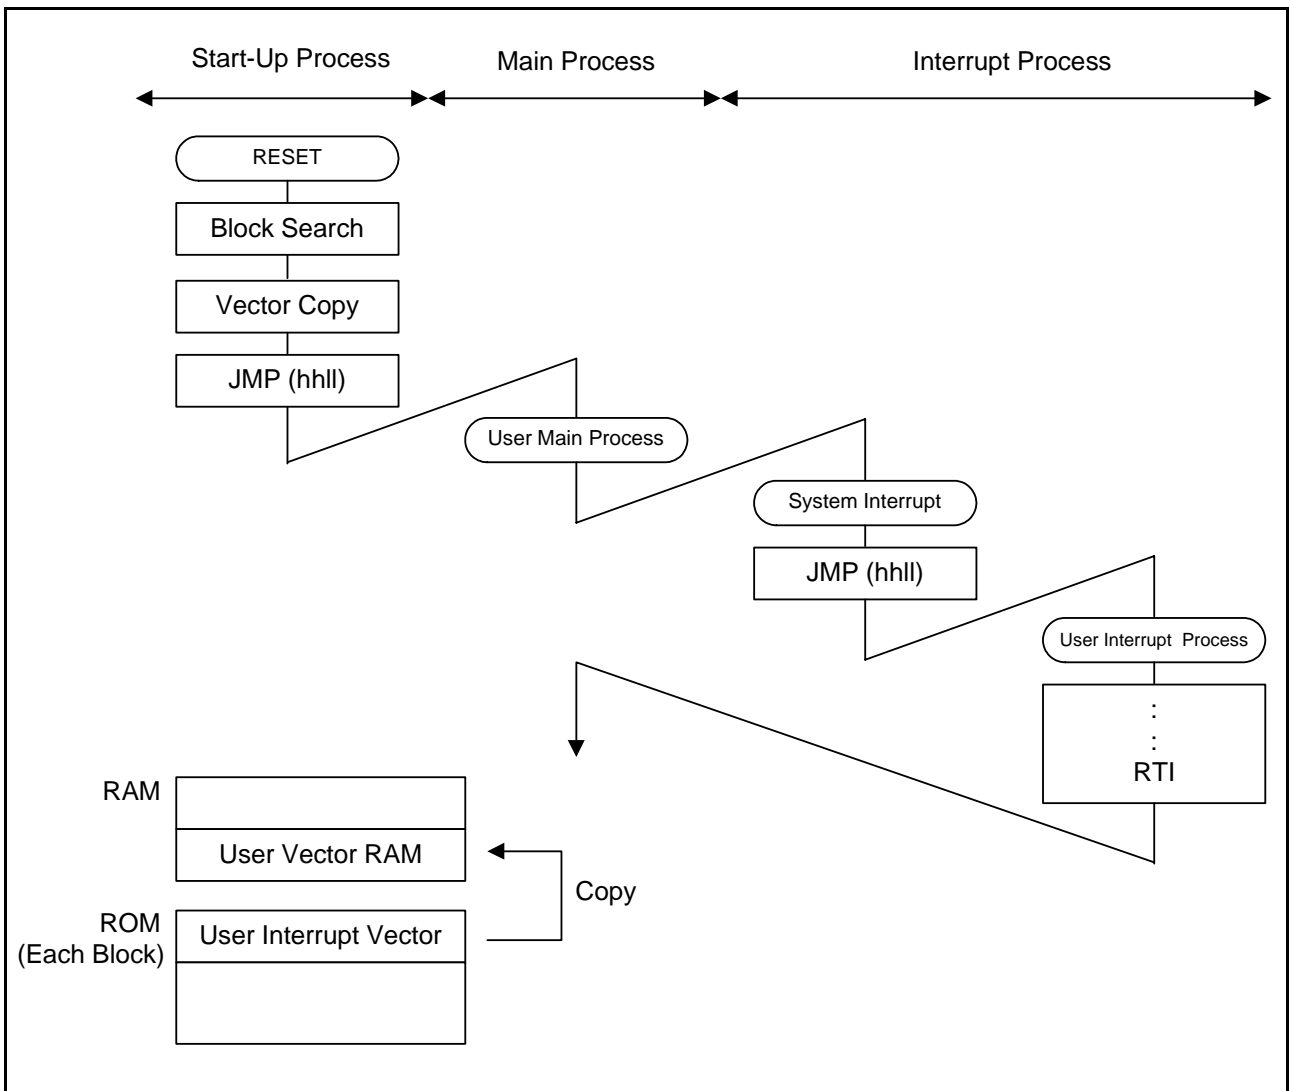 Start-Up Process
Main Process
Interrupt Process
RESET
Block Search
Vector Copy
JMP (hhll)
User Main Process
System Interrupt
JMP (hhll)
User Interrupt Process
:
:
RTI
RAM
User Vector RAM
Copy
ROM
(Each Block)
User Interrupt Vector